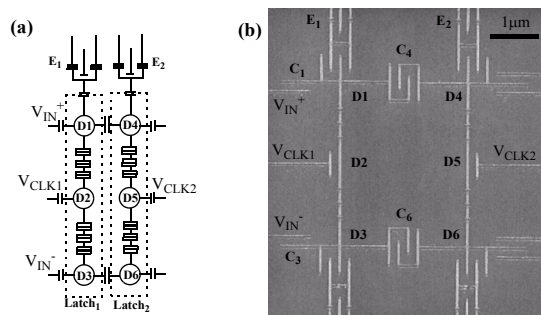 (a)
E1 E2
VIN+
D1 D4
VCLK1 D2 D5 VCLK2
VIN-
D3 D6
Latch1 Latch2
(b)
E1 E2 1μm
C4
C1
D1 D4
VIN+
VCLK1 D2 D5 VCLK2
C6
VIN-
D3 D6
C3